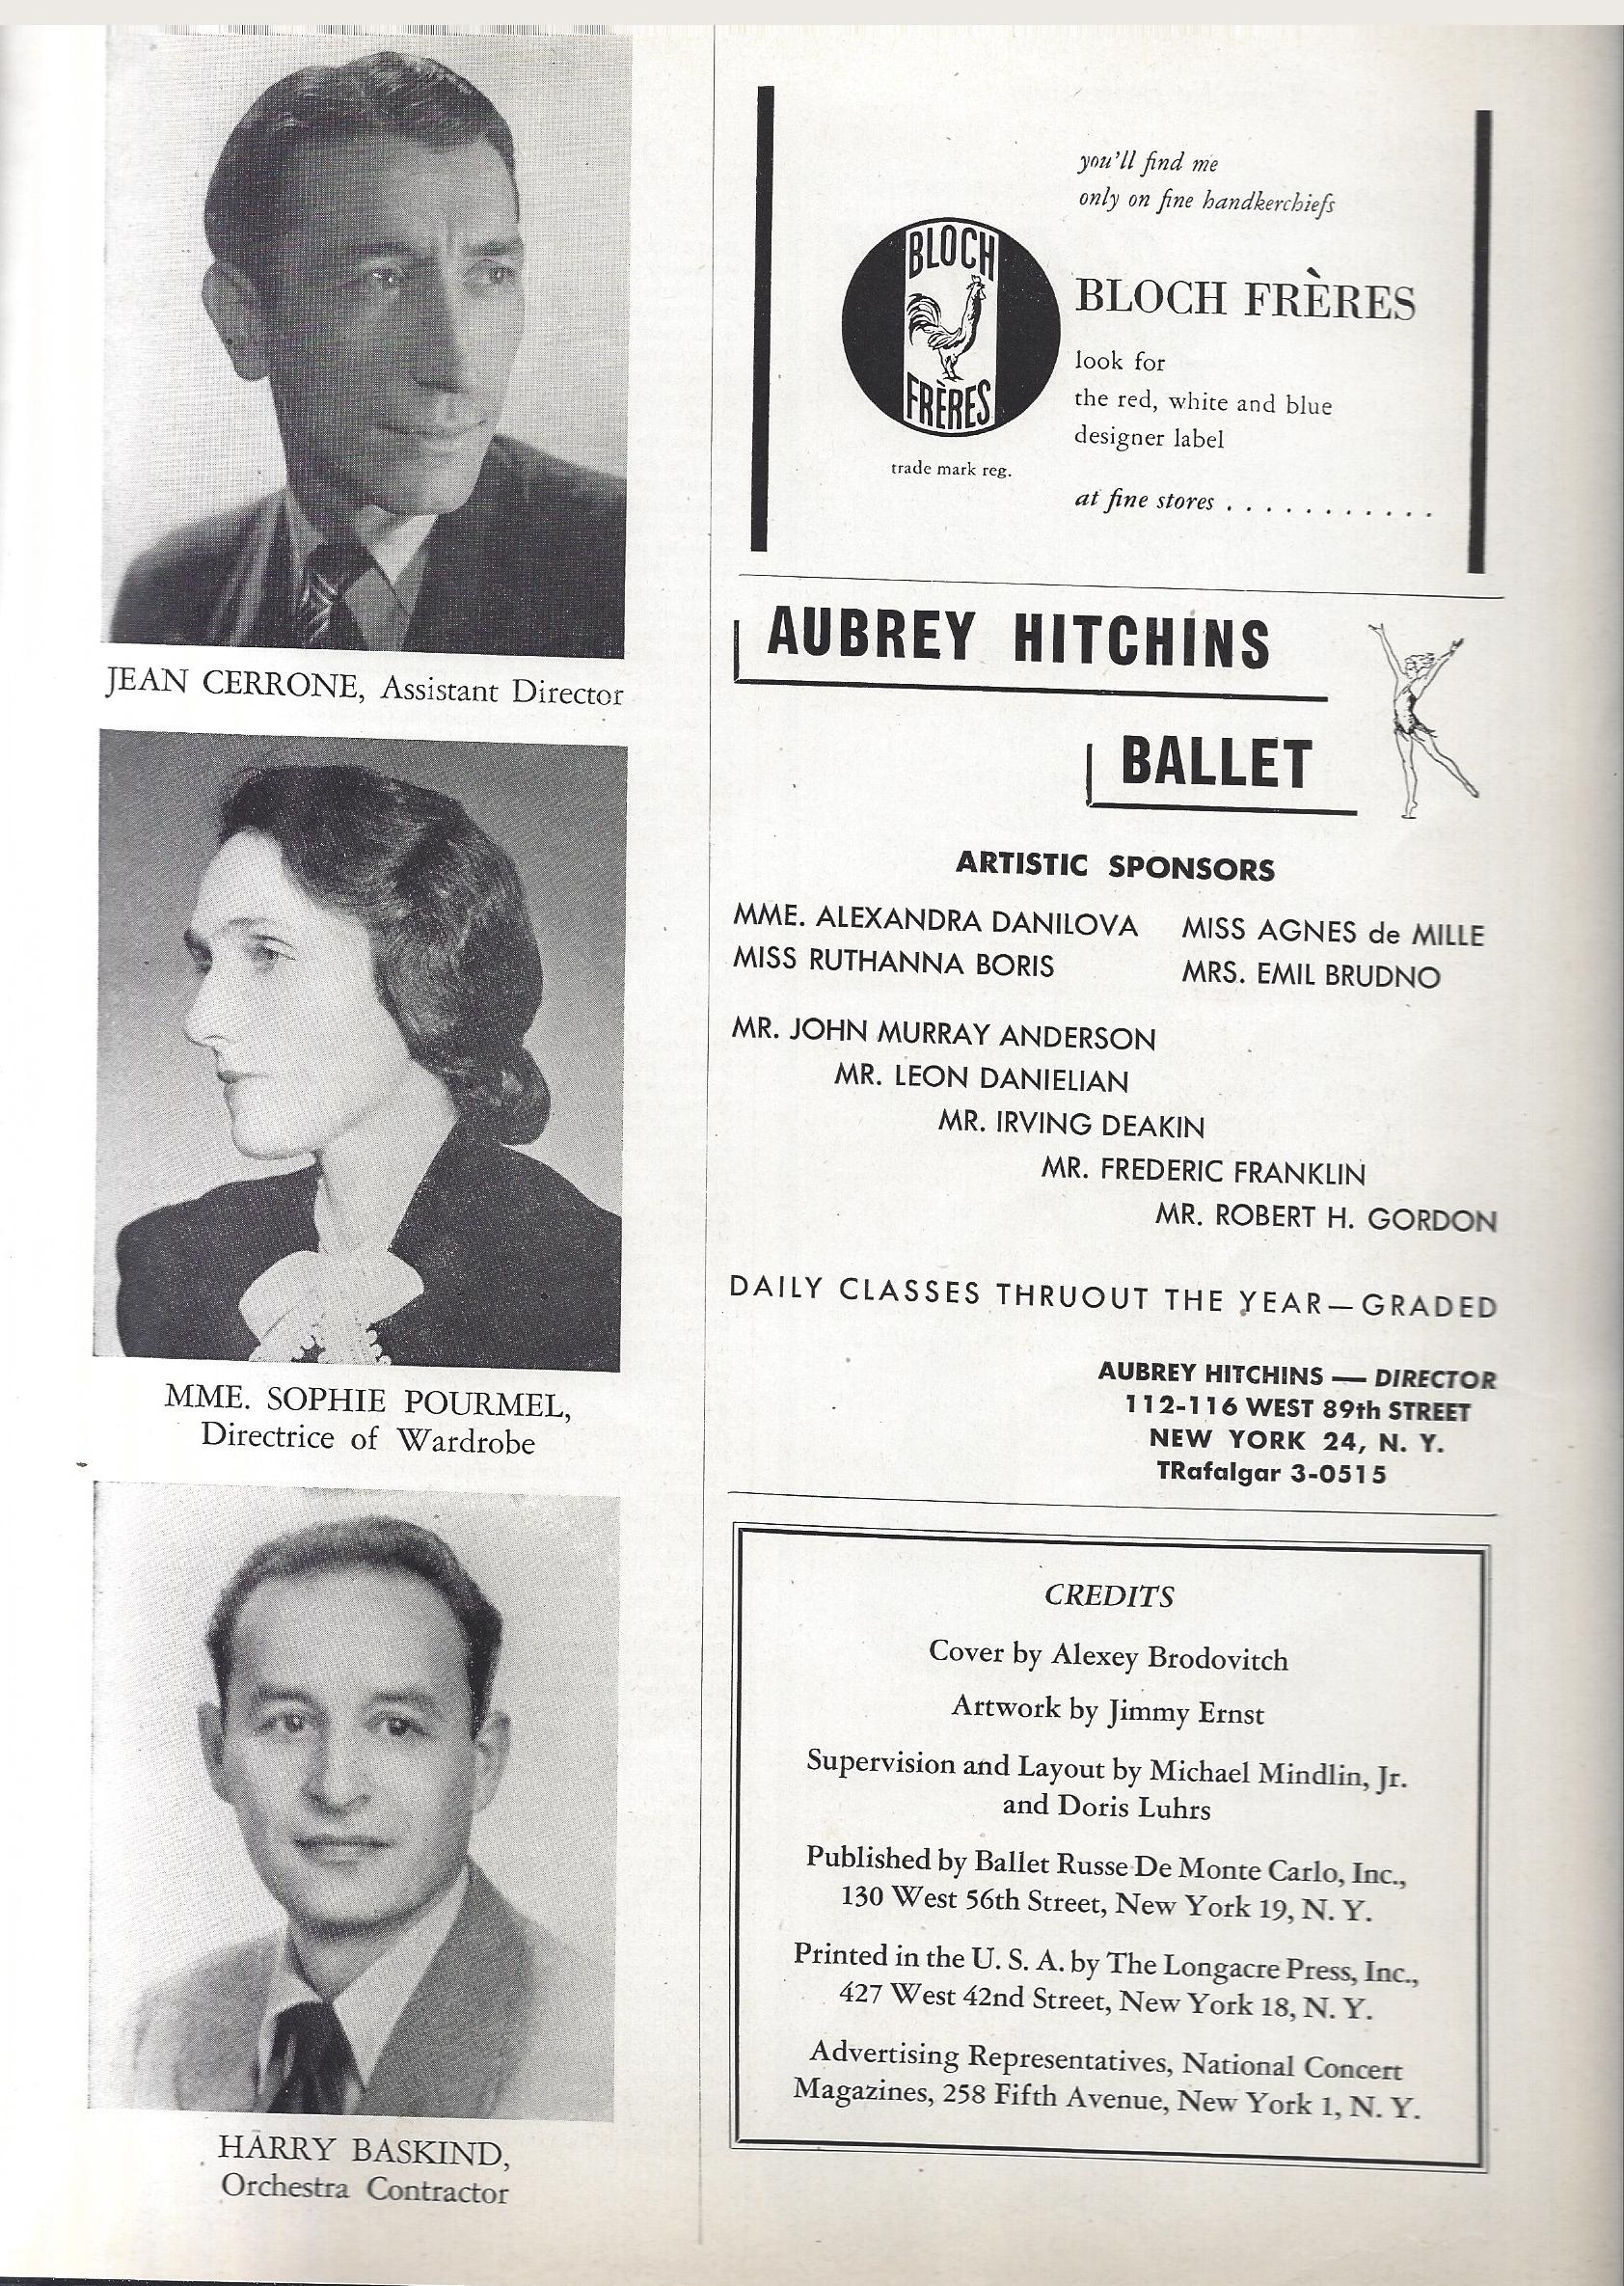 JEAN CERRONE, Assistant Director
MME. SOPHIE POURMEL,
Directrice of Wardrobe
HARRY BASKIND,
Orchestra Contractor
you'll find me
only on fine handkerchiefs
BLOCH
FRÈRES
trade mark reg.
BLOCH FRÈRES
look for
the red, white and blue
designer label
at fine stores . . . . . . . . . . .
AUBREY HITCHINS
BALLET
ARTISTIC SPONSORS
MME. ALEXANDRA DANILOVA MISS AGNES de MILLE
MISS RUTHANNA BORIS MRS. EMIL BRUDNO
MR. JOHN MURRAY ANDERSON
MR. LEON DANIELIAN
MR. IRVING DEAKIN
MR. FREDERIC FRANKLIN
MR. ROBERT H. GORDON
DAILY CLASSES THRUOUT THE YEAR—GRADED
AUBREY HITCHINS — DIRECTOR
112-116 WEST 89th STREET
NEW YORK 24, N. Y.
TRafalgar 3-0515
CREDITS
Cover by Alexey Brodovitch
Artwork by Jimmy Ernst
Supervision and Layout by Michael Mindlin, Jr.
and Doris Luhrs
Published by Ballet Russe De Monte Carlo, Inc.,
130 West 56th Street, New York 19, N. Y.
Printed in the U. S. A. by The Longacre Press, Inc.,
427 West 42nd Street, New York 18, N. Y.
Advertising Representatives, National Concert
Magazines, 258 Fifth Avenue, New York 1, N. Y.